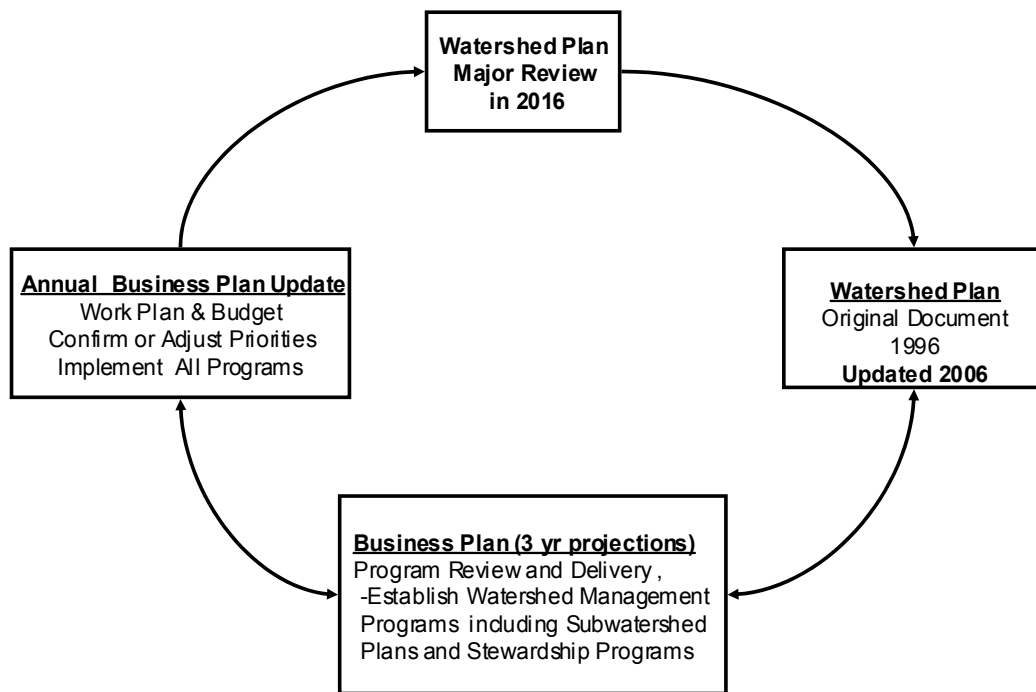 Watershed Plan
Major Review
in 2016
Annual Business Plan Update
Work Plan & Budget
Confirm or Adjust Priorities
Implement All Programs
Watershed Plan
Original Document
1996
Updated 2006
Business Plan (3 yr projections)
Program Review and Delivery ,
-Establish Watershed Management
Programs including Subwatershed
Plans and Stewardship Programs